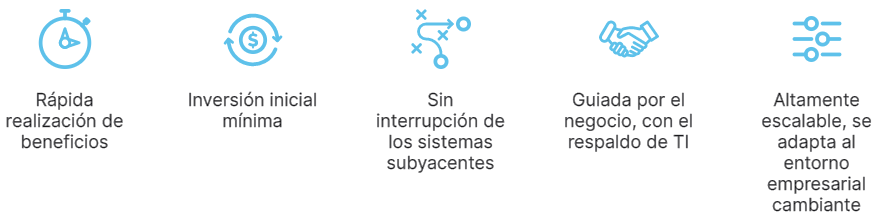 $
Rápida
realización de
beneficios
Inversión inicial
mínima
Sin
interrupción de
los sistemas
subyacentes
Guiada por el
negocio, con el
respaldo de TI
Altamente
escalable, se
adapta al
entorno
empresarial
cambiante